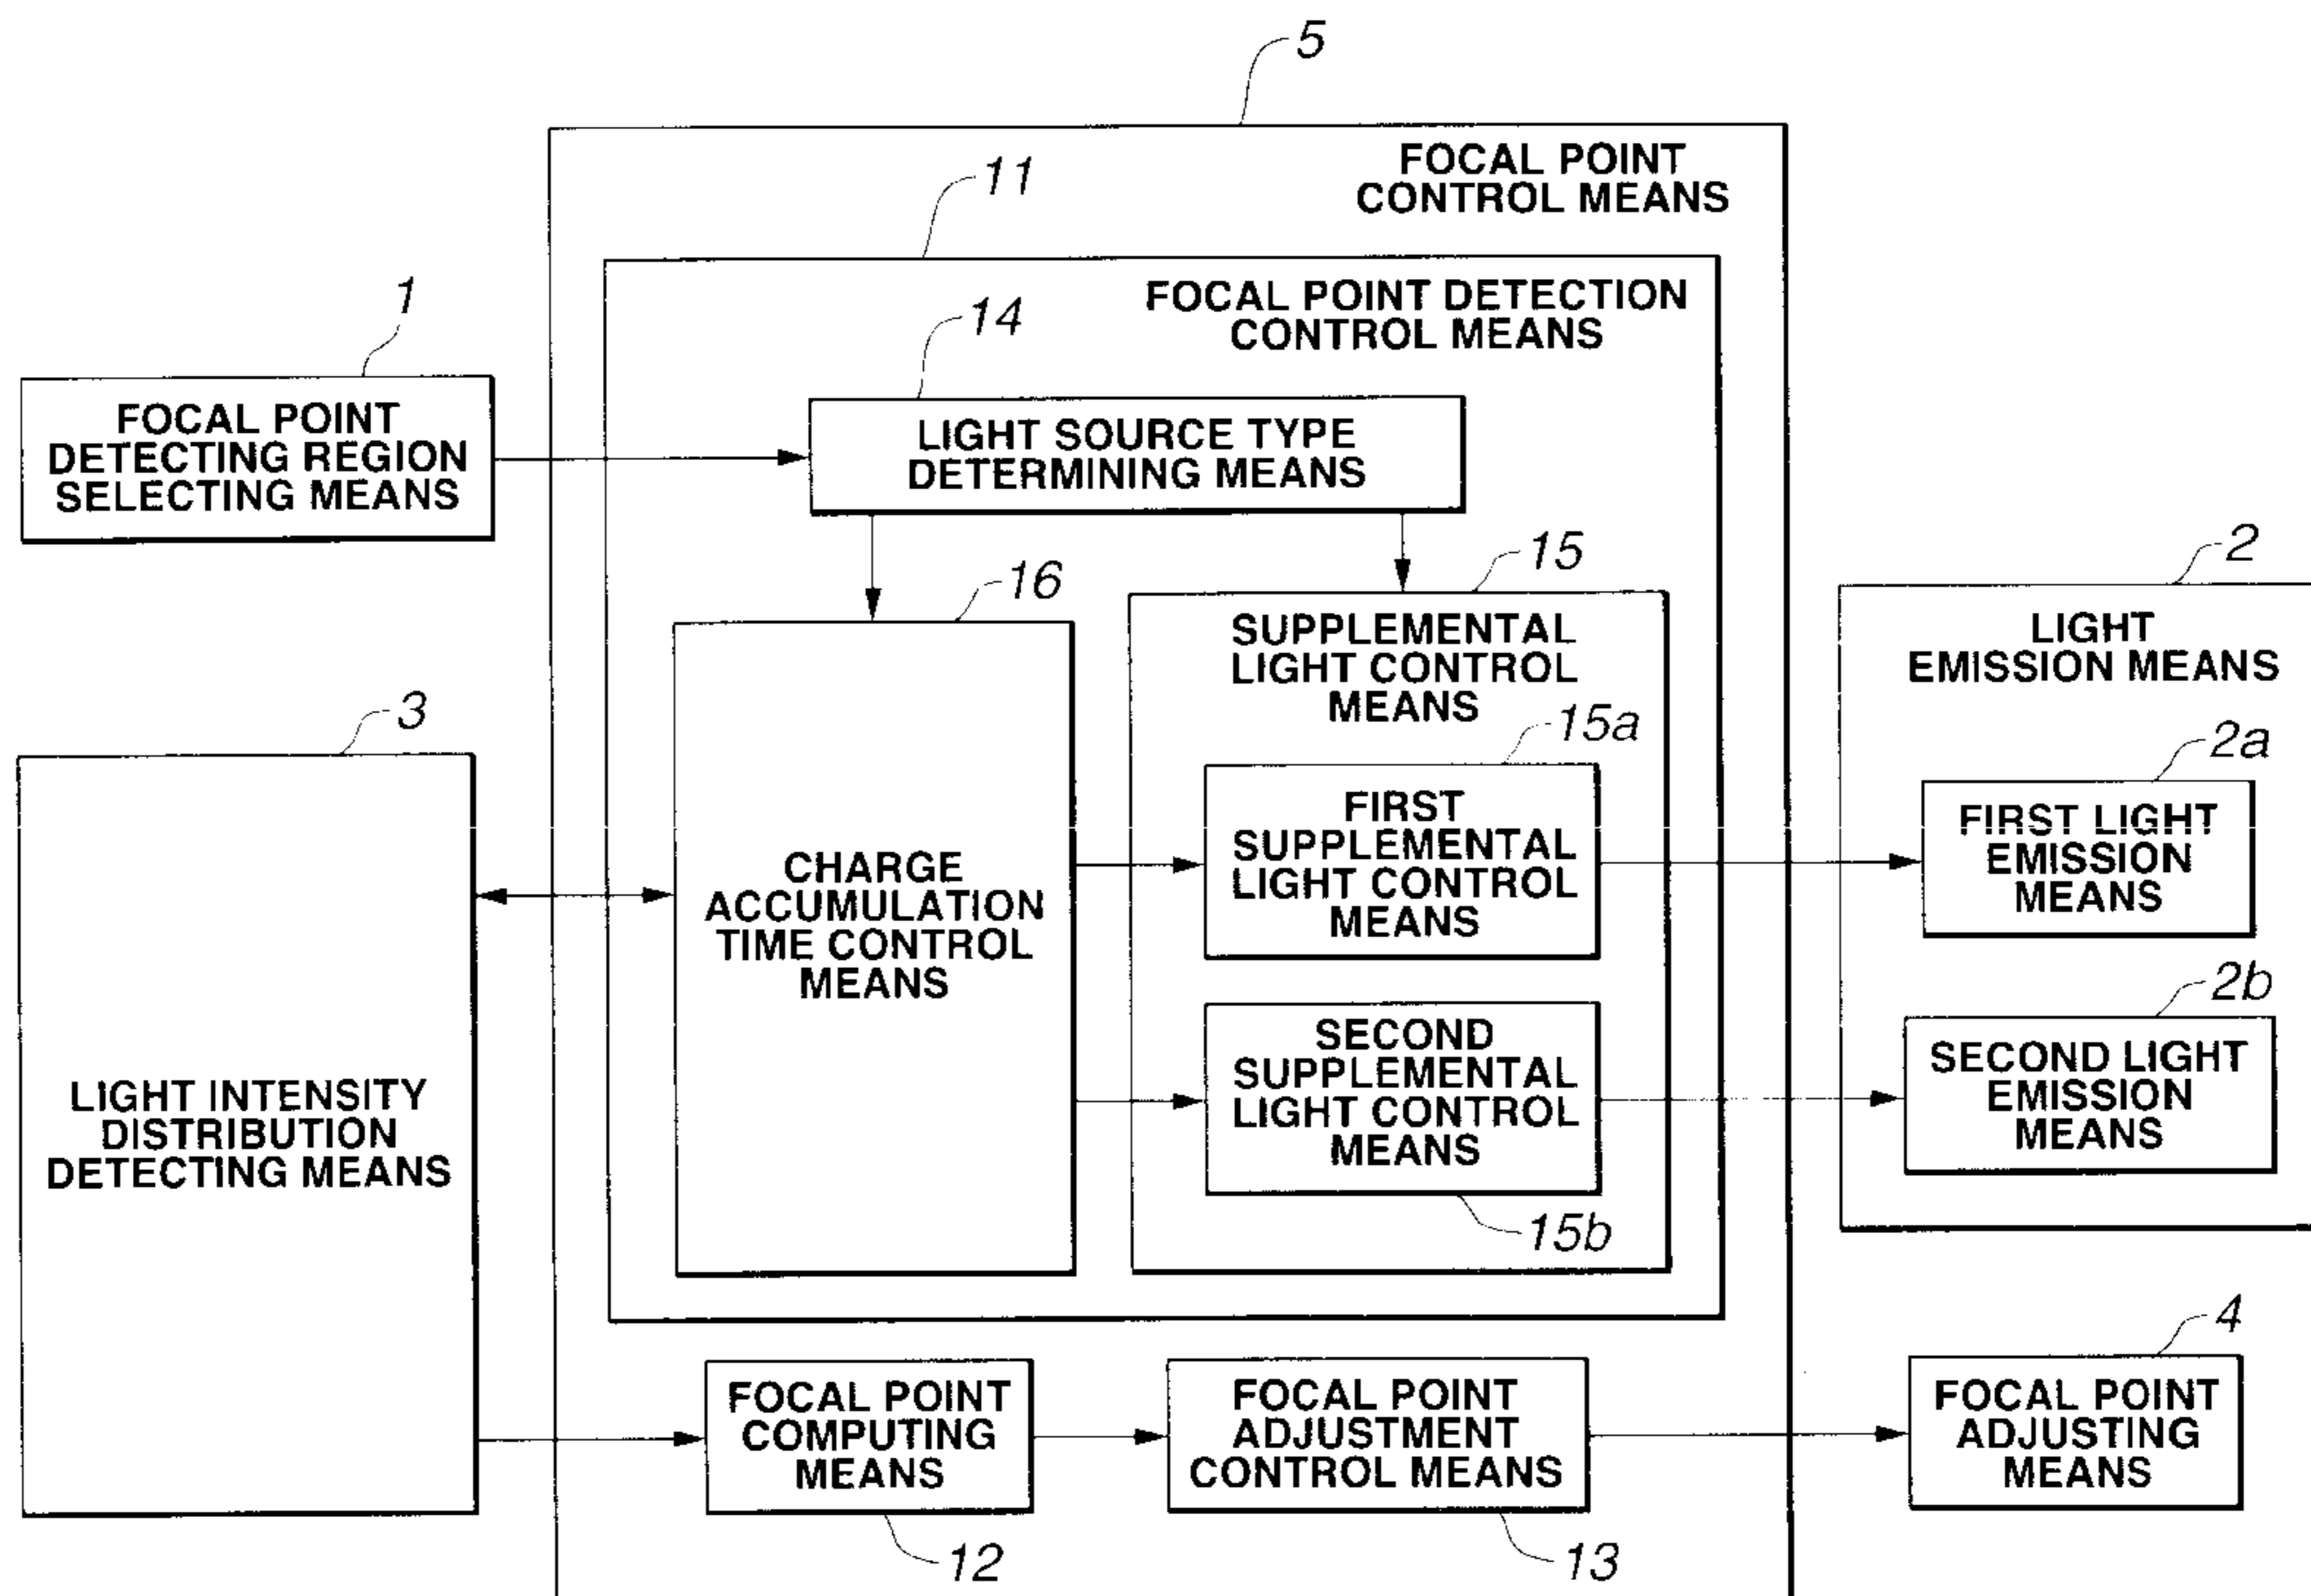 5
FOCAL POINT
CONTROL MEANS
11
FOCAL POINT DETECTION
CONTROL MEANS
1
14
FOCAL POINT
DETECTING REGION
SELECTING MEANS
LIGHT SOURCE TYPE
DETERMINING MEANS
16
15
2
SUPPLEMENTAL
LIGHT CONTROL
MEANS
LIGHT
EMISSION MEANS
3
15a
2a
CHARGE
ACCUMULATION
TIME CONTROL
MEANS
FIRST
SUPPLEMENTAL
LIGHT CONTROL
MEANS
FIRST LIGHT
EMISSION
MEANS
2b
LIGHT INTENSITY
DISTRIBUTION
DETECTING MEANS
SECOND
SUPPLEMENTAL
LIGHT CONTROL
MEANS
SECOND LIGHT
EMISSION
MEANS
15b
4
FOCAL POINT
COMPUTING
MEANS
FOCAL POINT
ADJUSTMENT
CONTROL MEANS
FOCAL POINT
ADJUSTING
MEANS
12
13